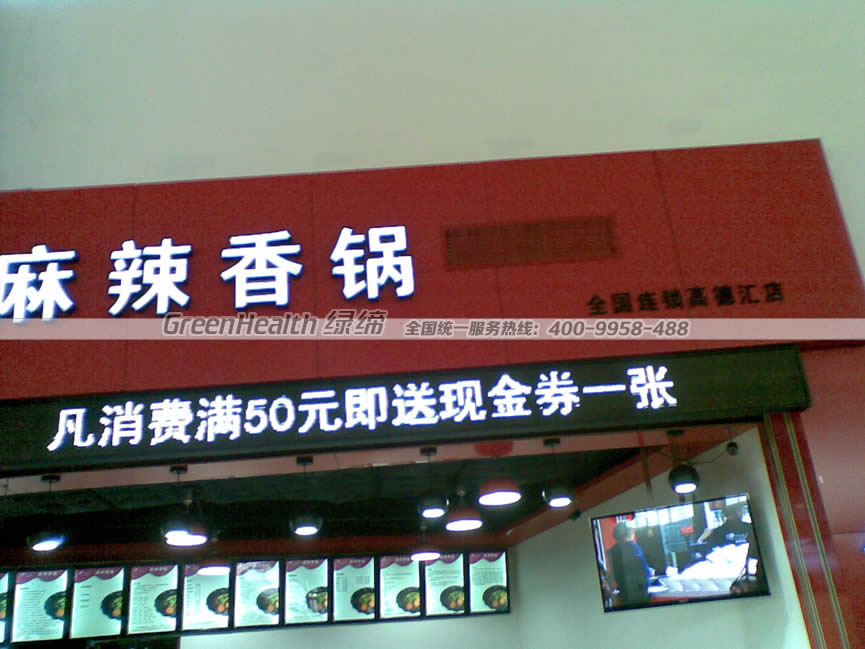 麻辣香锅
全国连锁高德汇店
GreenHealth 绿缔 全国统一服务热线：400-9958-488
凡消费满50元即送现金券一张